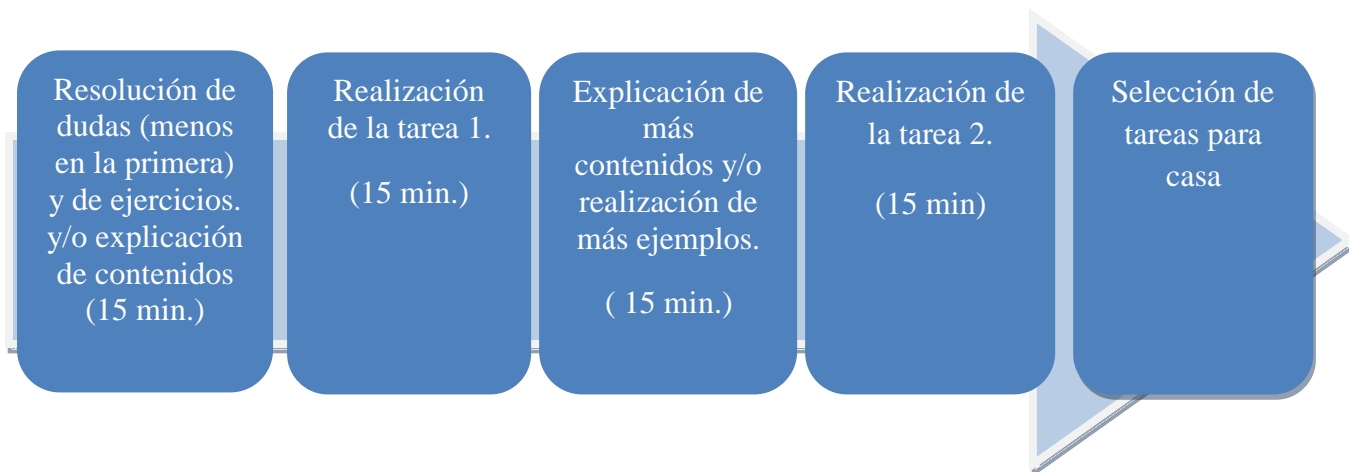 Resolución de
dudas (menos
en la primera)
y de ejercicios.
y/o explicación
de contenidos
(15 min.)
Realización
de la tarea 1.
(15 min.)
Explicación de
más
contenidos y/o
realización de
más ejemplos.
( 15 min.)
Realización de
la tarea 2.
(15 min)
Selección de
tareas para
casa